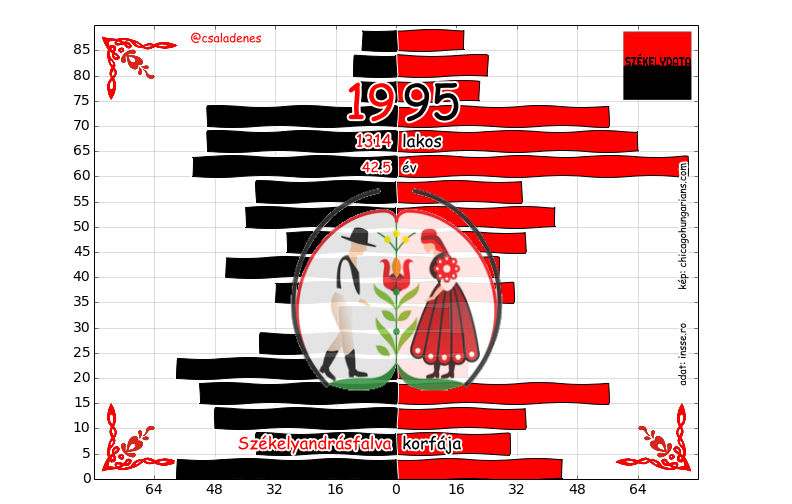 @csaladenes
SZÉKELYDATA
1995
1314 lakos
42.5 év
kép: chicagohungarians.com
adat: insse.ro
Székelyandrásfalva korfája
85
80
75
70
65
60
55
50
45
40
35
30
25
20
15
10
5
0
64 48 32 16 0 16 32 48 64